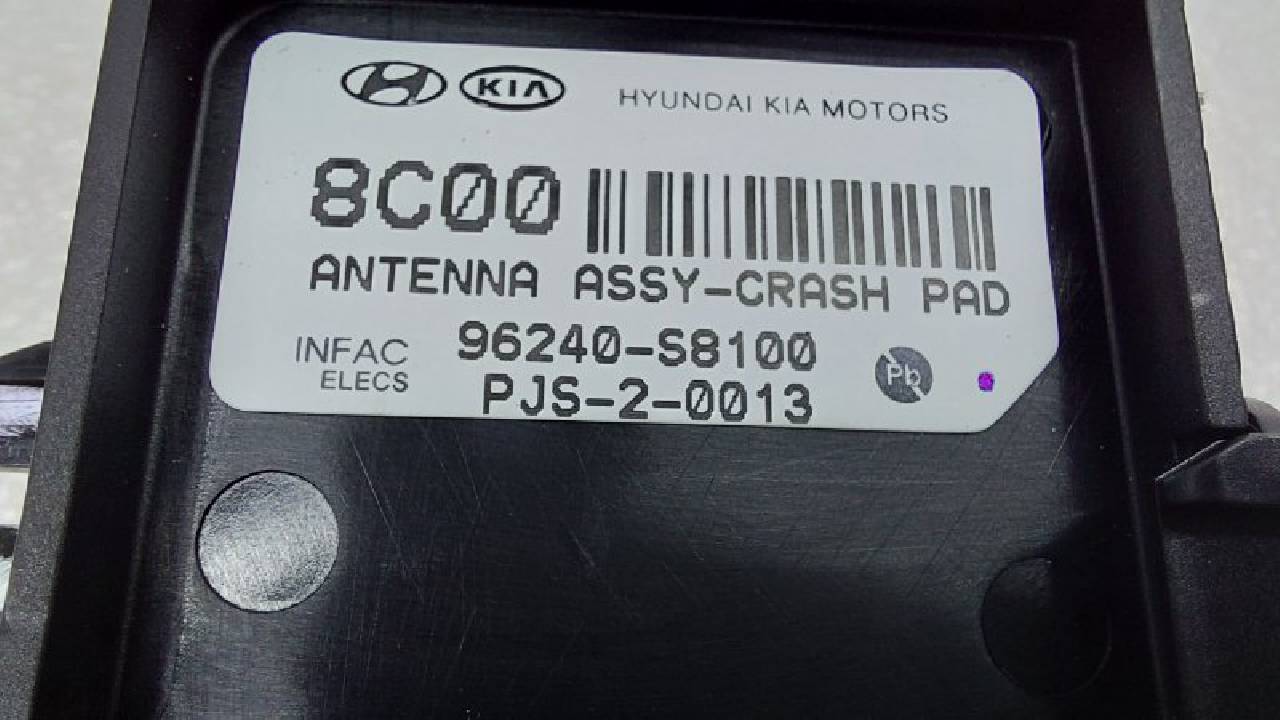 KIA HYUNDAI KIA MOTORS
8C00
ANTENNA ASSY-CRASH PAD
INFAC 96240-S8100 Pb
ELECS PJS-2-0013